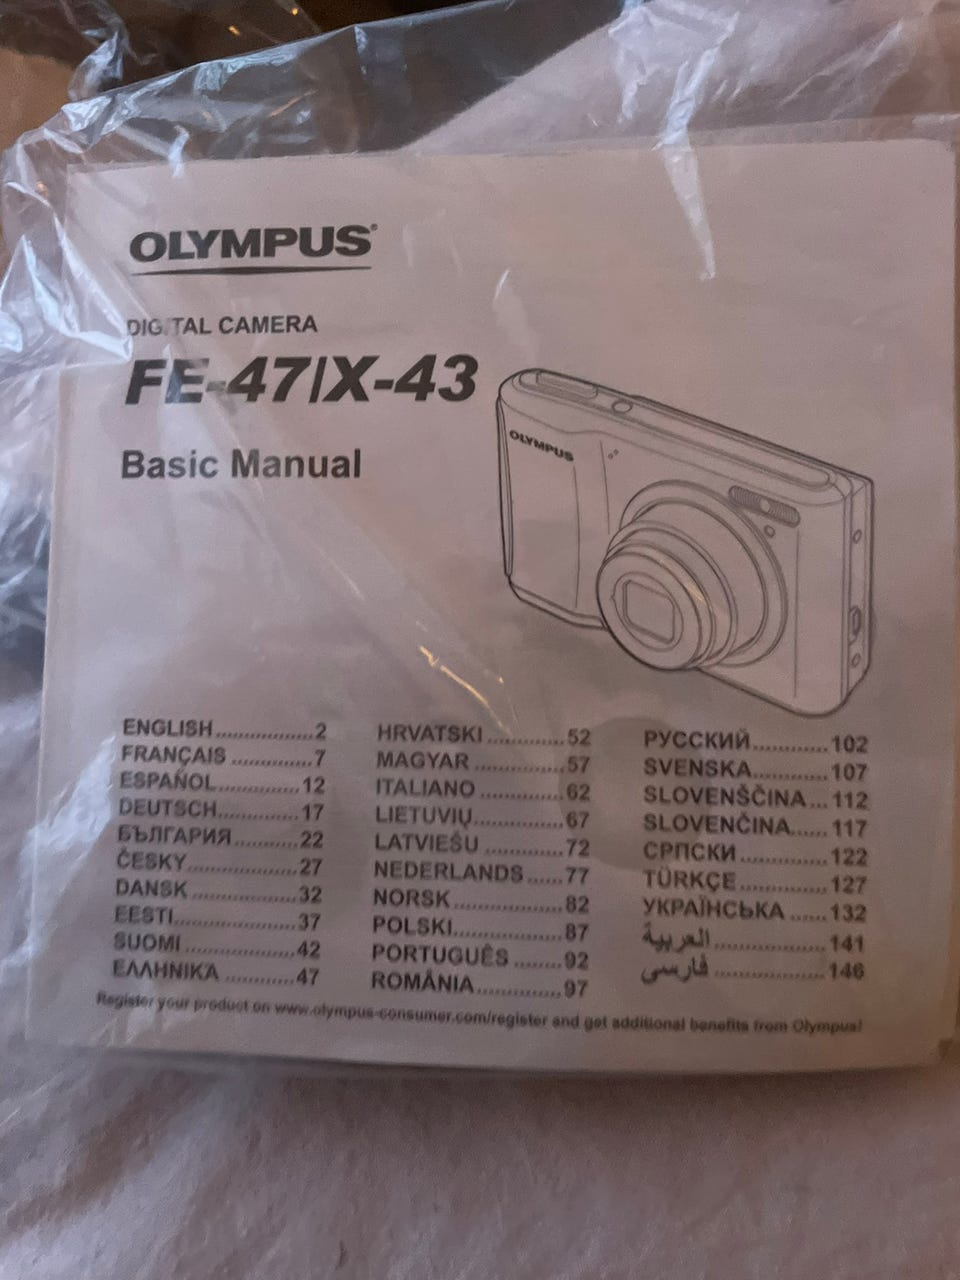 OLYMPUS®
DIGITAL CAMERA
FE-47/X-43
Basic Manual
OLYMPUS
ENGLISH..................2
FRANÇAIS ...............7
ESPAÑOL...............12
DEUTSCH...............17
БЪЛГАРИЯ ............22
ČESKY....................27
DANSK ...................32
EESTI......................37
SUOMI ....................42
ΕΛΛΗΝΙΚΑ ............47
HRVATSKI ..............52
MAGYAR ................57
ITALIANO ...............62
LIETUVIŲ................67
LATVIEŠU ..............72
NEDERLANDS ......77
NORSK...................82
POLSKI...................87
PORTUGUÊS ........92
ROMÂNIA...............97
РУССКИЙ.............102
SVENSKA.............107
SLOVENŠČINA...112
SLOVENČINA......117
СРПСКИ ..............122
TÜRKÇE ..............127
УКРАЇНСЬКА ......132
العربية ...................141
فارسی ...................146
Register your product on www.olympus-consumer.com/register and get additional benefits from Olympus!